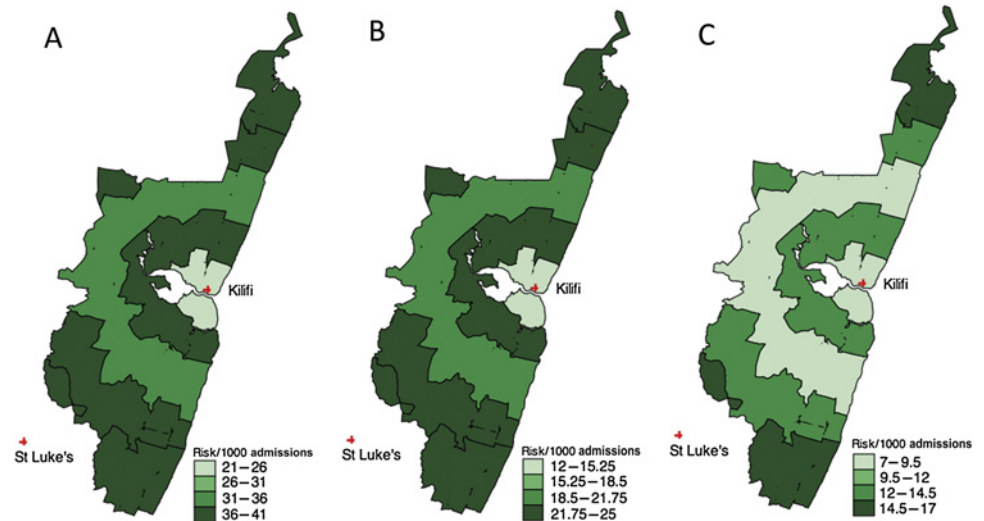 A
B
C
Kilifi
Kilifi
Kilifi
St Luke's
St Luke's
St Luke's
Risk/1000 admissions
21–26
26–31
31–36
36–41
Risk/1000 admissions
12–15.25
15.25–18.5
18.5–21.75
21.75–25
Risk/1000 admissions
7–9.5
9.5–12
12–14.5
14.5–17